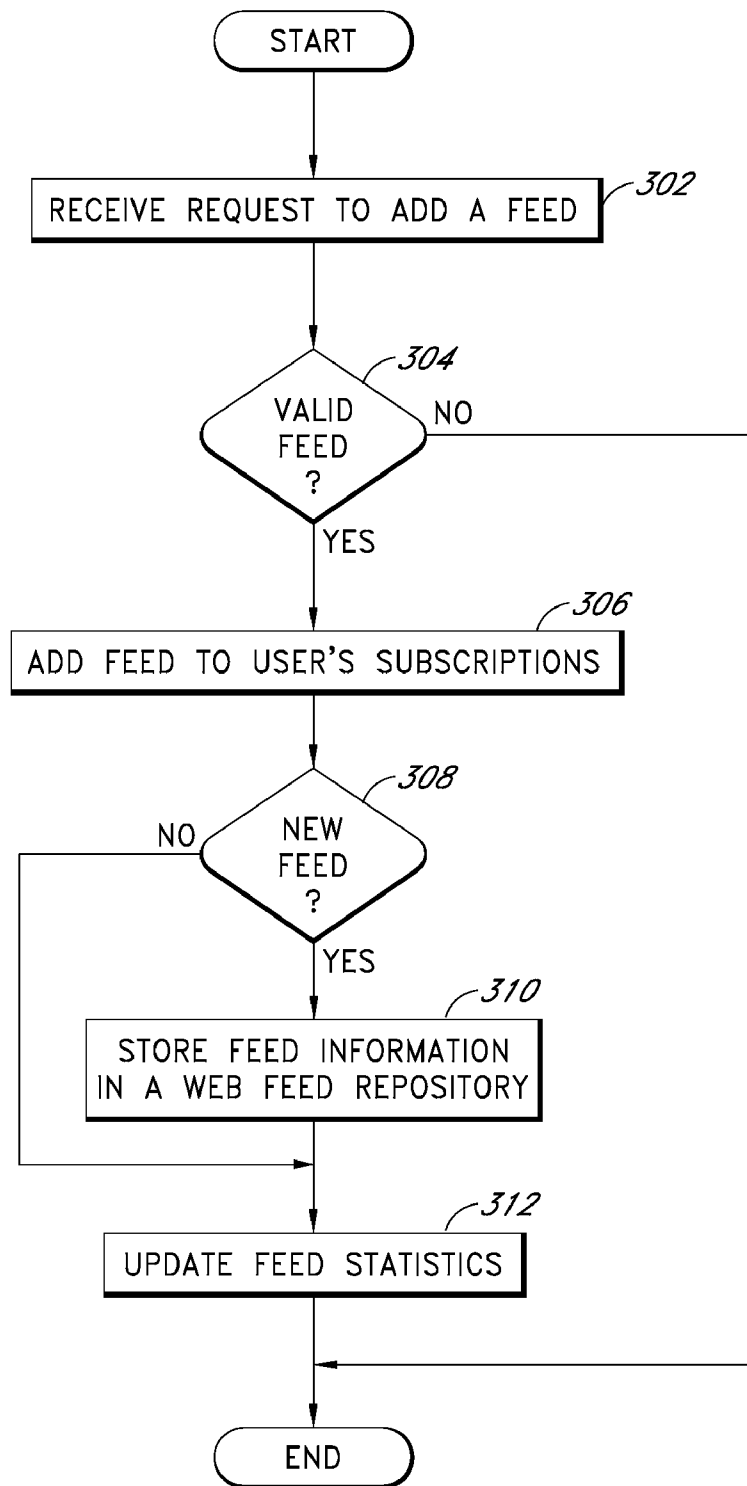 START
302
RECEIVE REQUEST TO ADD A FEED
304
VALID
FEED
?
NO
YES
306
ADD FEED TO USER'S SUBSCRIPTIONS
308
NO
NEW
FEED
?
YES
310
STORE FEED INFORMATION
IN A WEB FEED REPOSITORY
312
UPDATE FEED STATISTICS
END